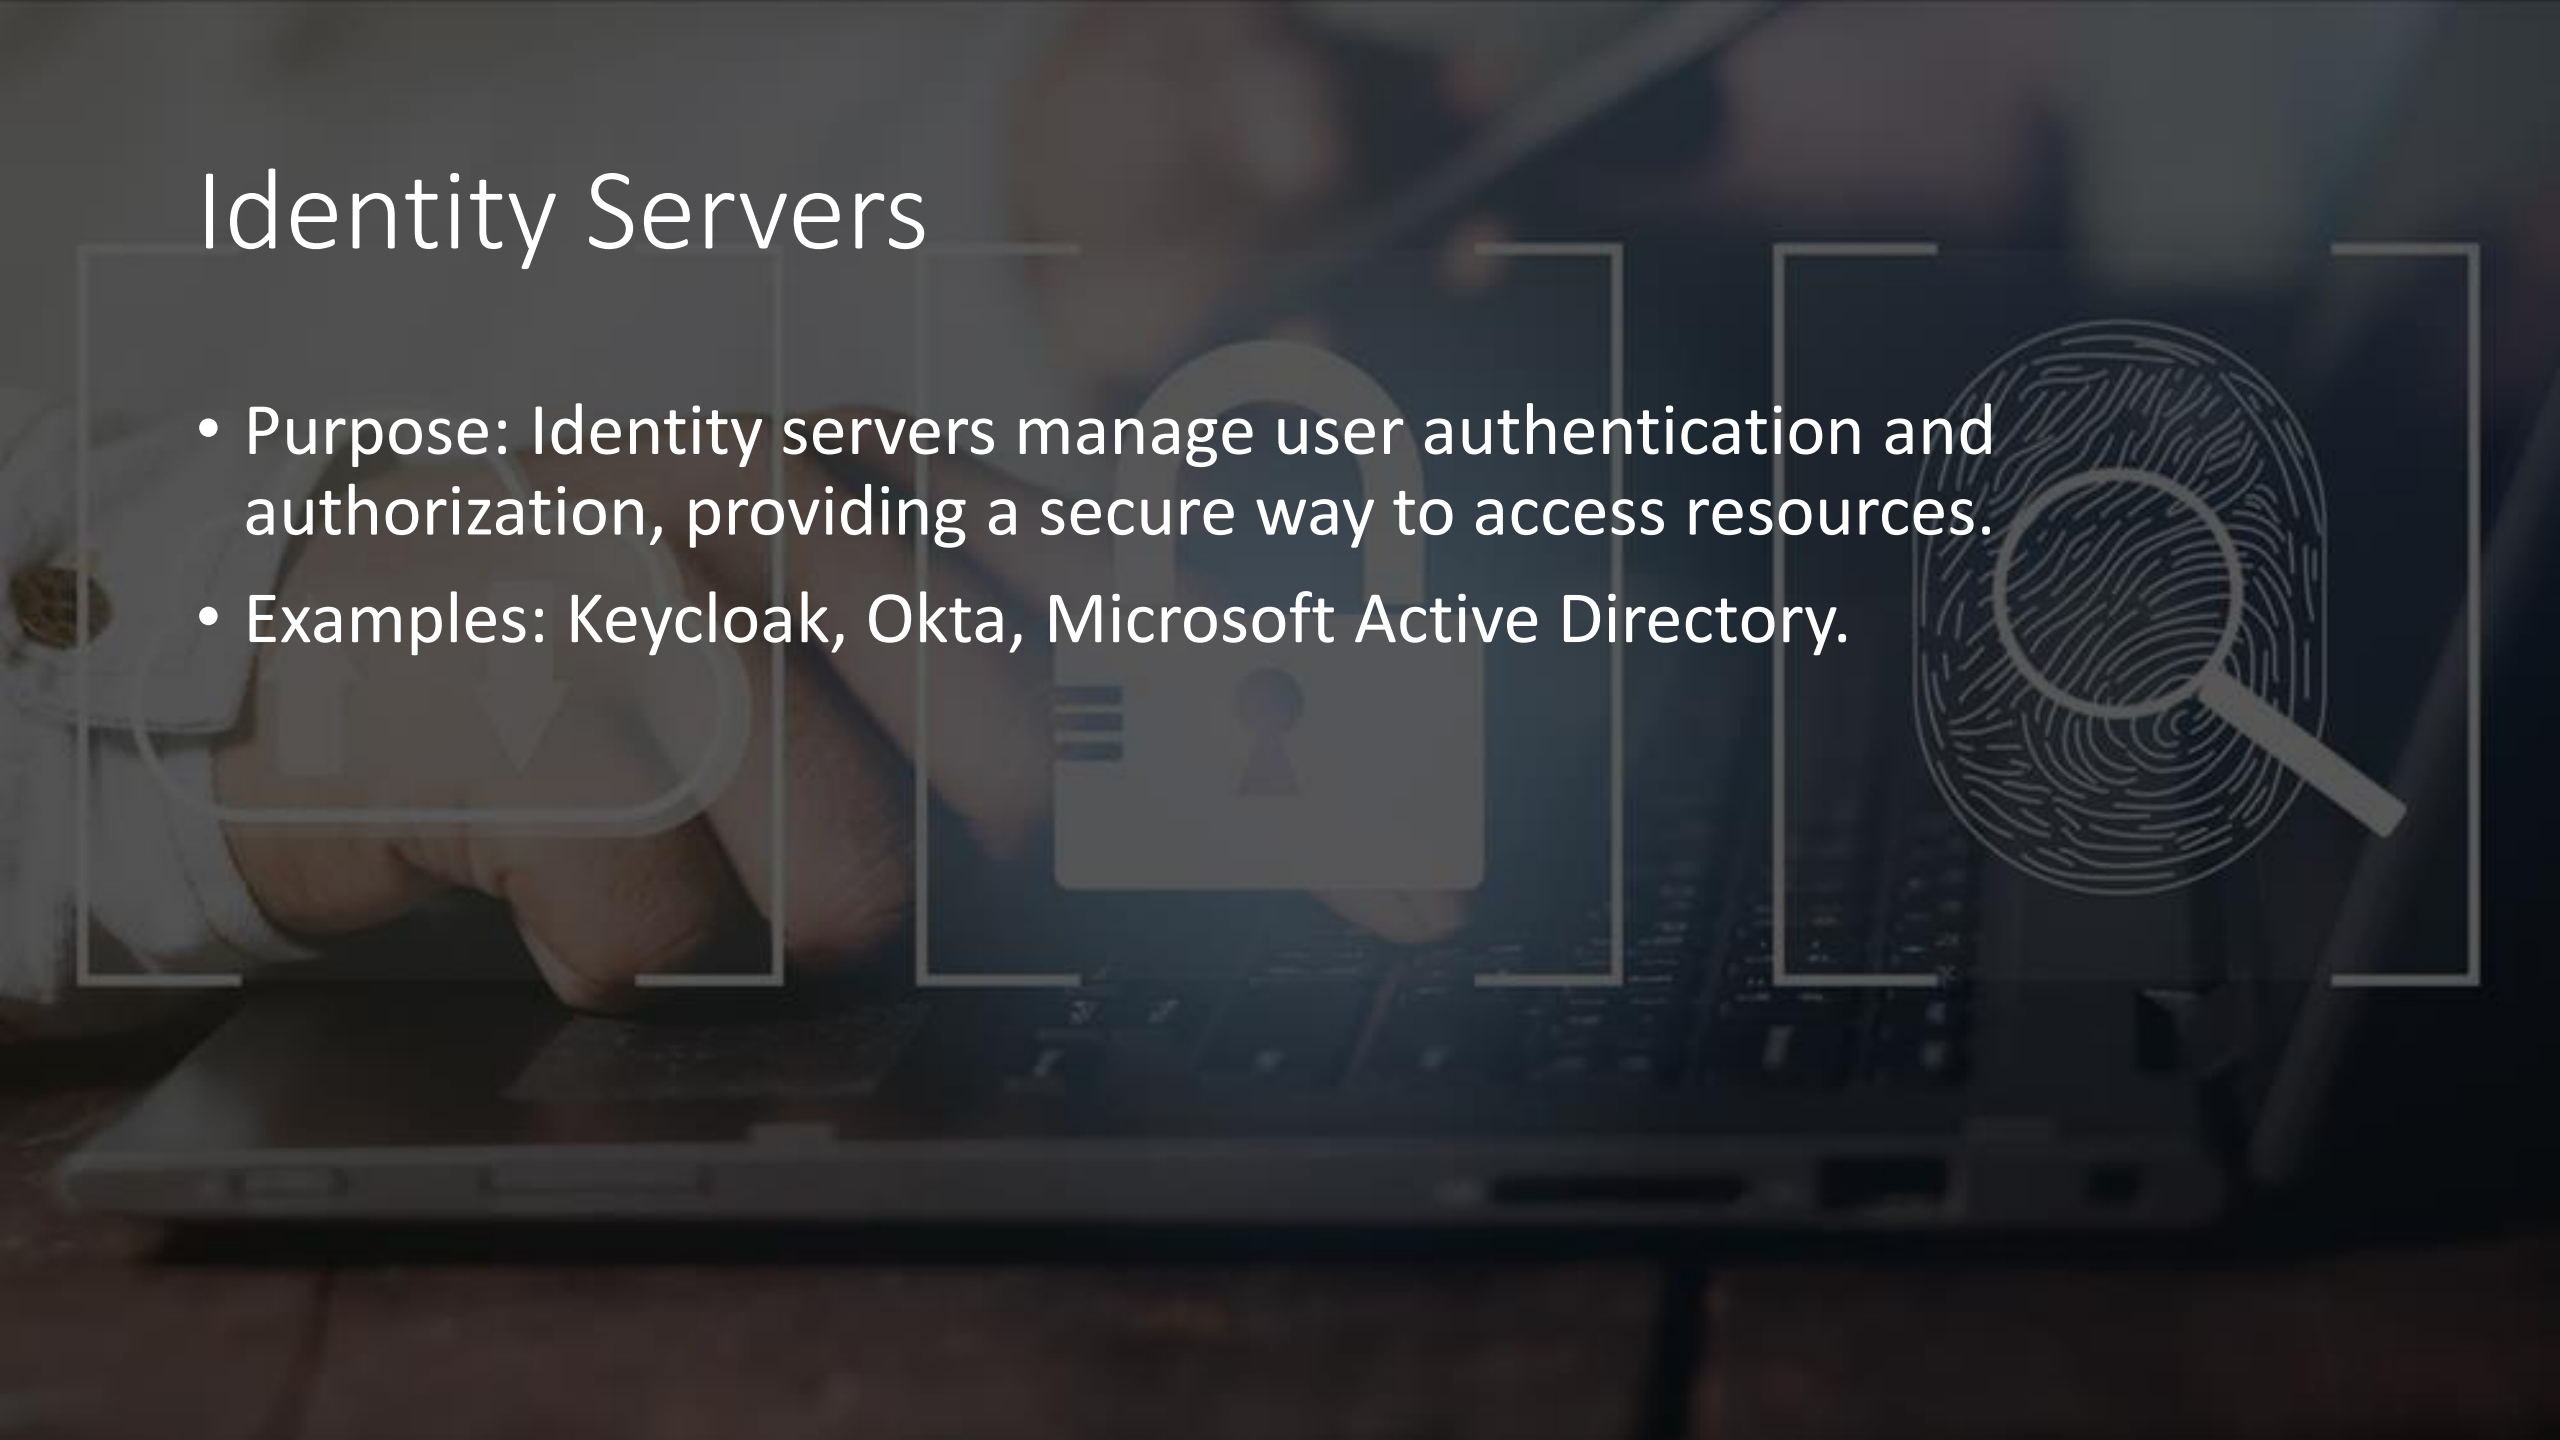 Identity Servers
• Purpose: Identity servers manage user authentication and
authorization, providing a secure way to access resources.
• Examples: Keycloak, Okta, Microsoft Active Directory.